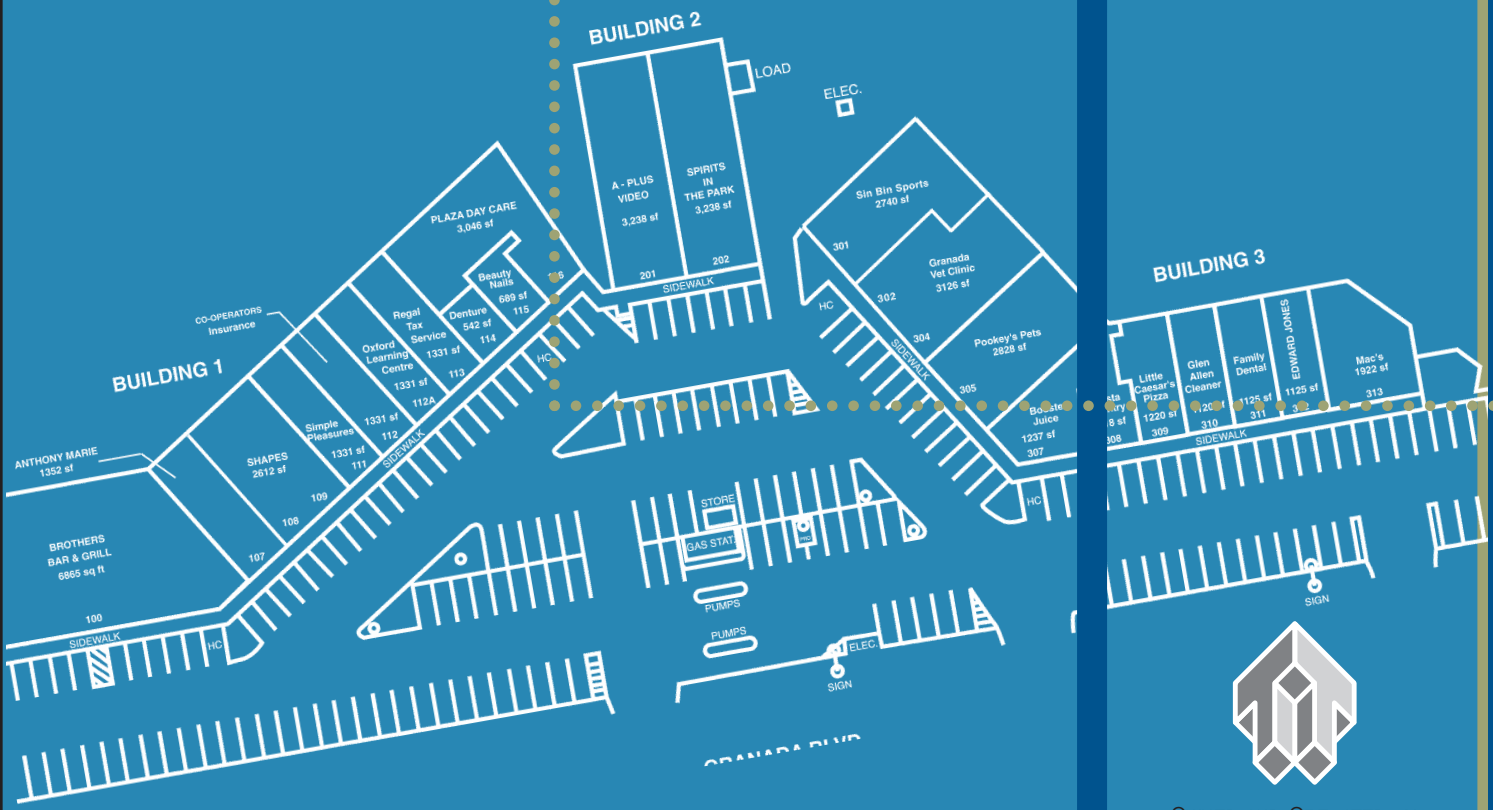 BUILDING 2
LOAD
ELEC.
A - PLUS
VIDEO
3,238 sf
201
SPIRITS
IN
THE PARK
3,238 sf
202
SIDEWALK
BUILDING 1
PLAZA DAY CARE
3,046 sf
Beauty
Nails
689 sf
115
Denture
542 sf
114
Regal
Tax
Service
1331 sf
113
Oxford
Learning
Centre
1331 sf
112A
CO-OPERATORS
Insurance
1331 sf
112
Simple
Pleasures
1331 sf
111
SHAPES
2612 sf
109
108
ANTHONY MARIE
1352 sf
107
BROTHERS
BAR & GRILL
6865 sq ft
100
SIDEWALK
SIDEWALK
HC
HC
Sin Bin Sports
2740 sf
301
Granada
Vet Clinic
3126 sf
302
304
Pookey's Pets
2828 sf
305
Juice
1237 sf
307
HC
SIDEWALK
HC
BUILDING 3
Little
Caesar's
Pizza
1220 sf
309
Glen
Allen
Cleaner
310
Family
Dental
1125 sf
311
EDWARD JONES
1125 sf
Mac's
1922 sf
313
SIDEWALK
STORE
GAS STAT.
PRO
PUMPS
PUMPS
ELEC.
SIGN
SIGN
GRANADA BLVD